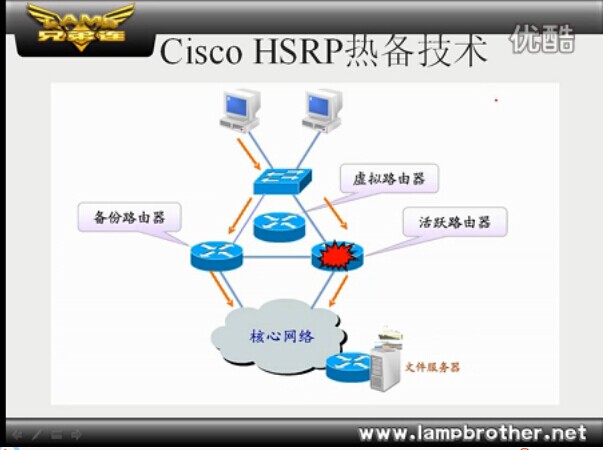 LAMP
兄弟连
优酷
Cisco HSRP热备技术
虚拟路由器
备份路由器
活跃路由器
核心网络
文件服务器
www.lampbrother.net